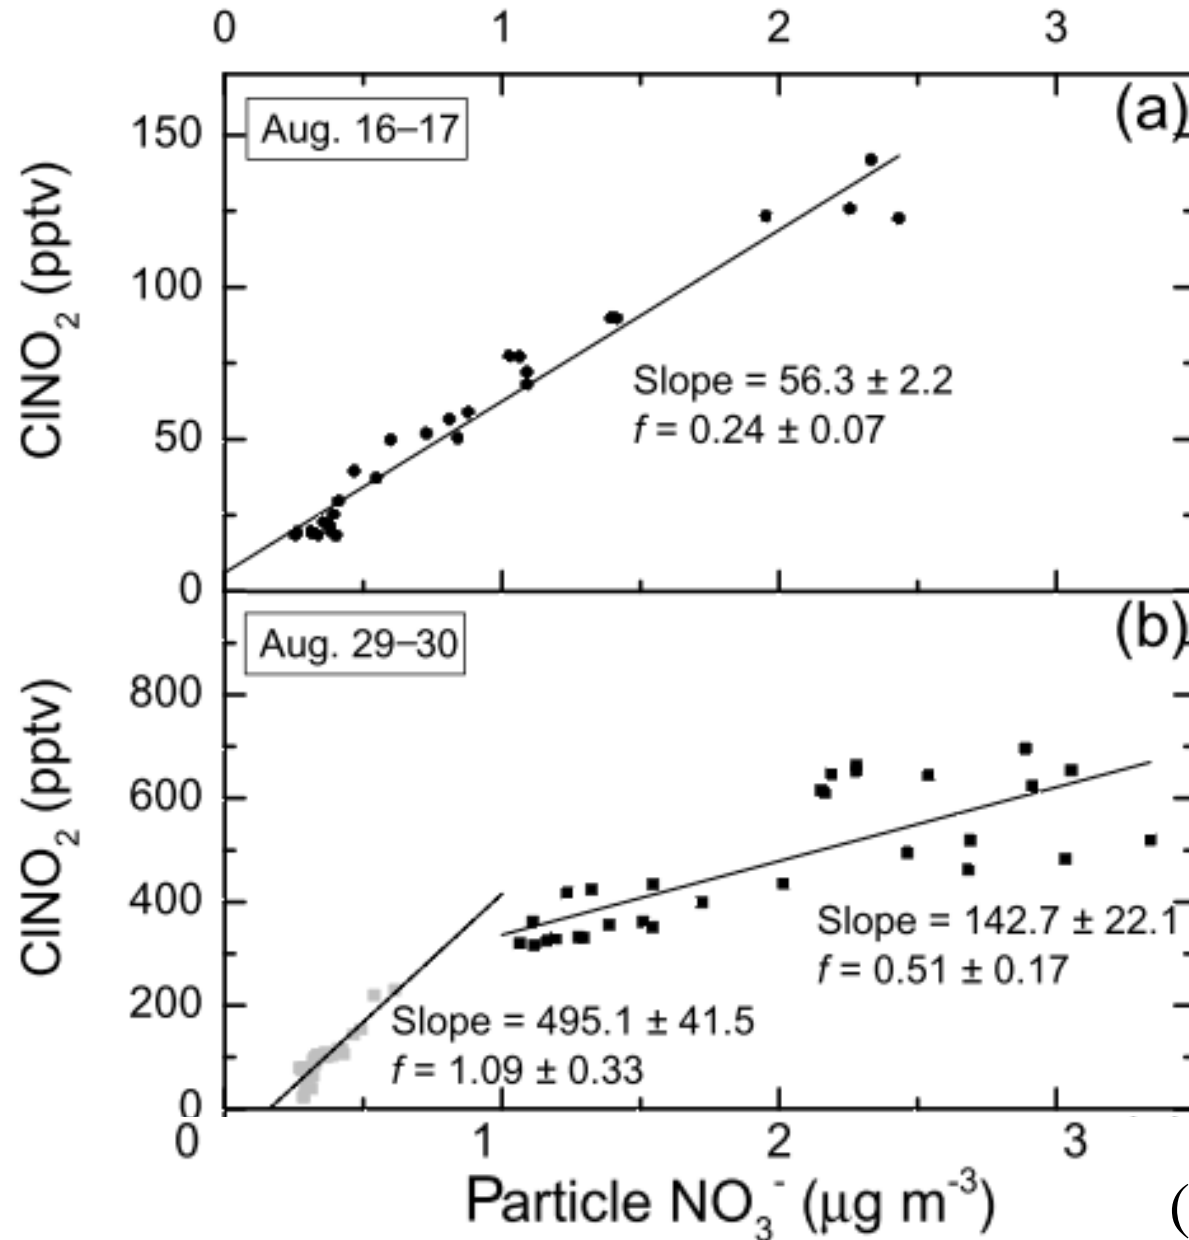 0 1 2 3
(a)
Aug. 16–17
150
100
50
0
ClNO2 (pptv)
Slope = 56.3 ± 2.2
f = 0.24 ± 0.07
(b)
Aug. 29–30
800
600
400
200
0
ClNO2 (pptv)
Slope = 142.7 ± 22.1
f = 0.51 ± 0.17
Slope = 495.1 ± 41.5
f = 1.09 ± 0.33
0 1 2 3
Particle NO3- (μg m-3)
(